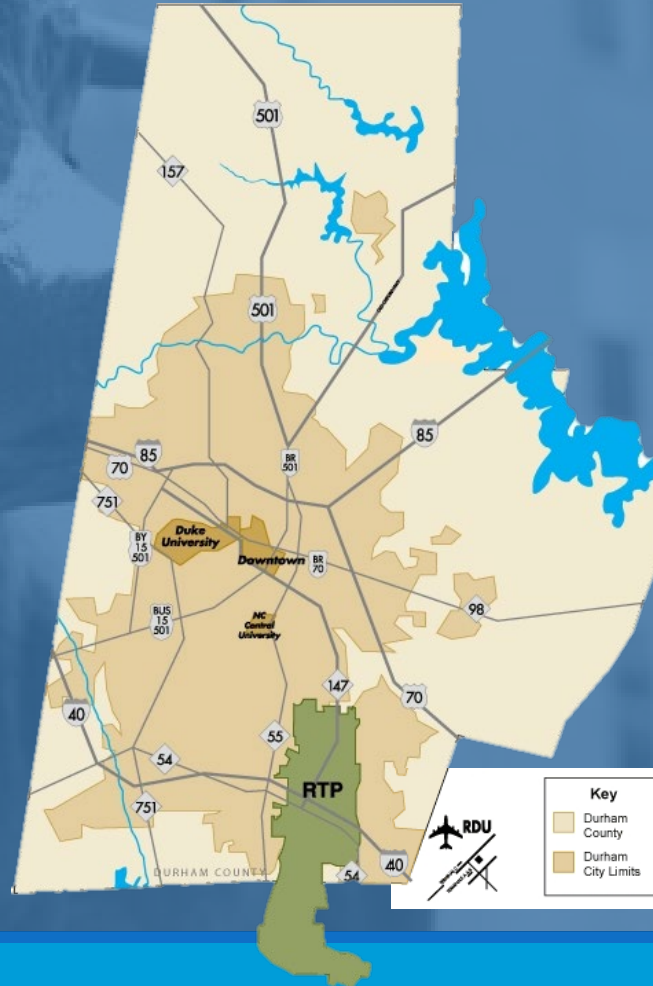 501
157
501
85
BR
501
85
70
751
Duke
University
BY
15
501
Downtown
BR
70
98
BUS
15
501
NC
Central
University
147
70
40
55
54
RTP
751
RDU
Key
Durham
County
Durham
City Limits
DURHAM COUNTY
54
40